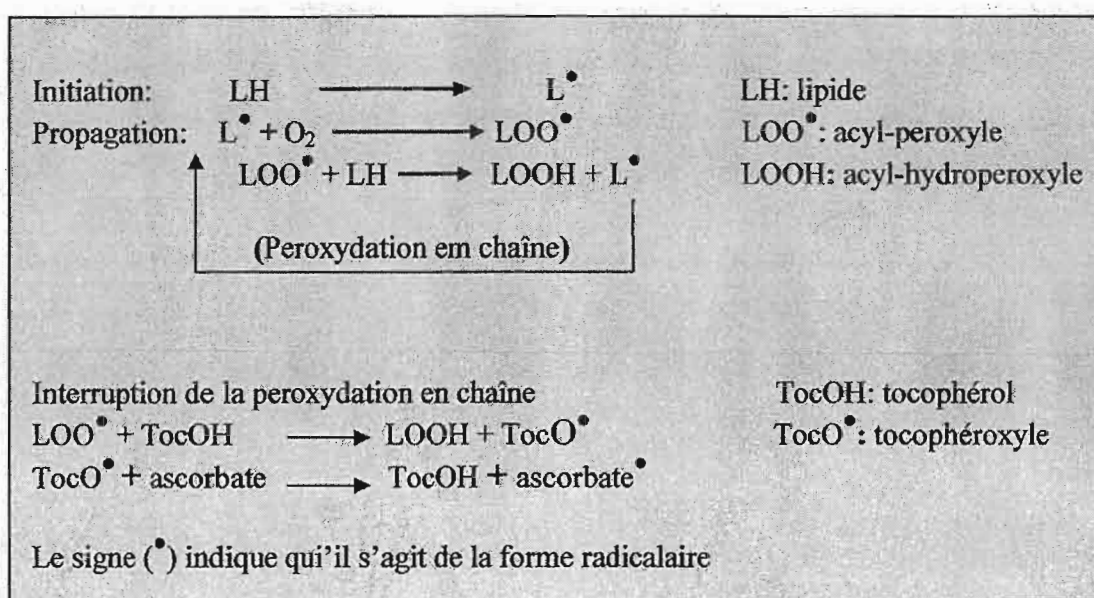 Initiation: LH → L• LH: lipide
Propagation: L• + O₂ → LOO• LOO•: acyl-peroxyle
LOO• + LH → LOOH + L• LOOH: acyl-hydroperoxyle
(Peroxydation em chaîne)
Interruption de la peroxydation en chaîne TocOH: tocophérol
LOO• + TocOH → LOOH + TocO• TocO•: tocophéroxyle
TocO• + ascorbate → TocOH + ascorbate•
Le signe (•) indique qui'il s'agit de la forme radicalaire